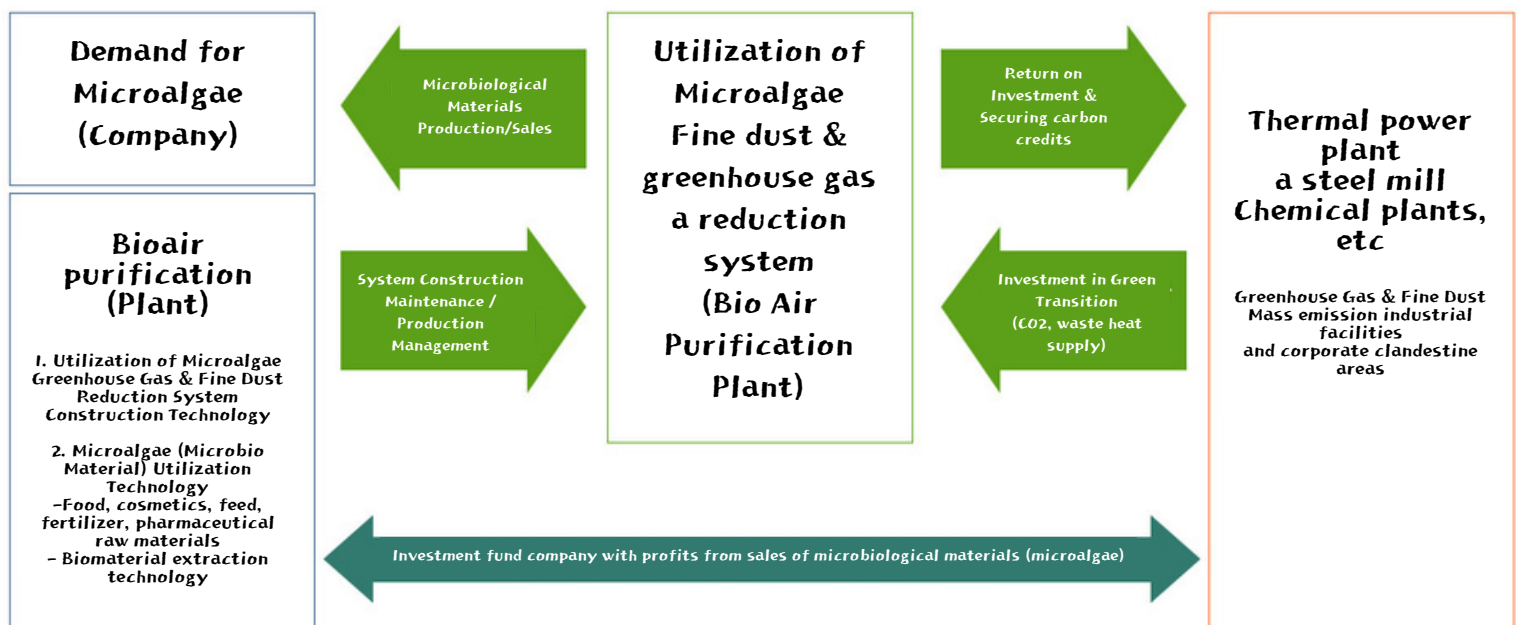 Demand for
Microalgae
(Company)
Bioair
purification
(Plant)
1. Utilization of Microalgae
Greenhouse Gas & Fine Dust
Reduction System
Construction Technology
2. Microalgae (Microbio
Material) Utilization
Technology
-Food, cosmetics, feed,
fertilizer, pharmaceutical
raw materials
- Biomaterial extraction
technology
Microbiological
Materials
Production/Sales
System Construction
Maintenance /
Production
Management
Utilization of
Microalgae
Fine dust &
greenhouse gas
a reduction
system
(Bio Air
Purification
Plant)
Return on
Investment &
Securing carbon
credits
Investment in Green
Transition
(CO2, waste heat
supply)
Thermal power
plant
a steel mill
Chemical plants,
etc
Greenhouse Gas & Fine Dust
Mass emission industrial
facilities
and corporate clandestine
areas
Investment fund company with profits from sales of microbiological materials (microalgae)